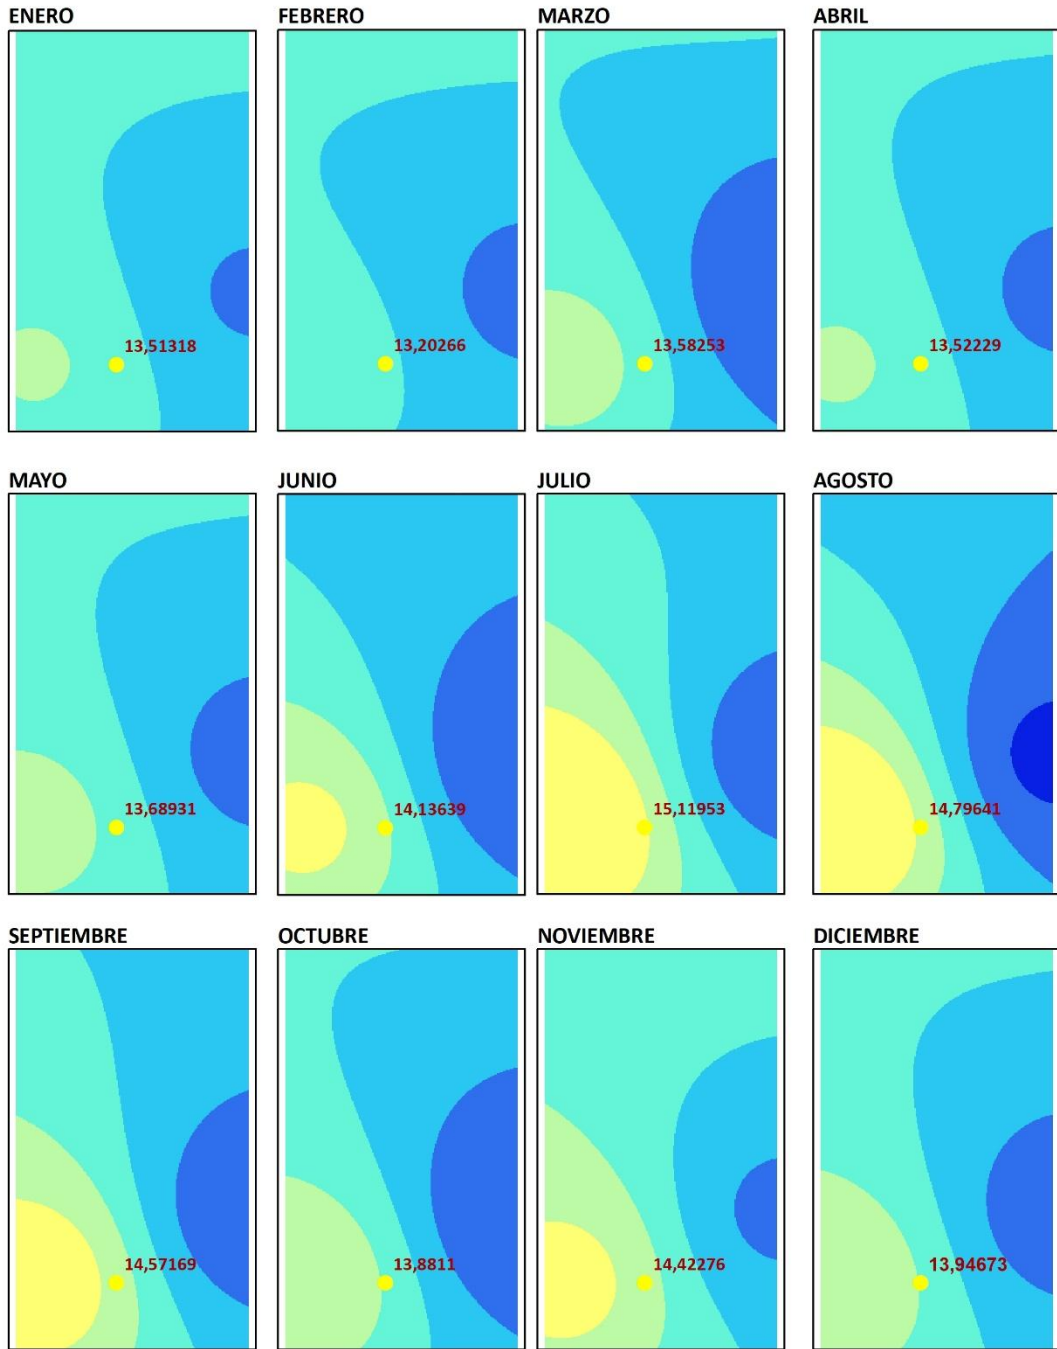 ENERO
FEBRERO
MARZO
ABRIL
13,51318
13,20266
13,58253
13,52229
MAYO
JUNIO
JULIO
AGOSTO
13,68931
14,13639
15,11953
14,79641
SEPTIEMBRE
OCTUBRE
NOVIEMBRE
DICIEMBRE
14,57169
13,8811
14,42276
13,94673